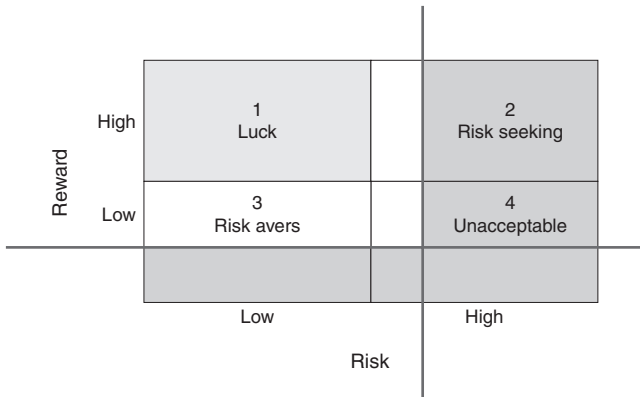 1
Luck
2
Risk seeking
High
Reward
3
Risk avers
4
Unacceptable
Low
Low
High
Risk